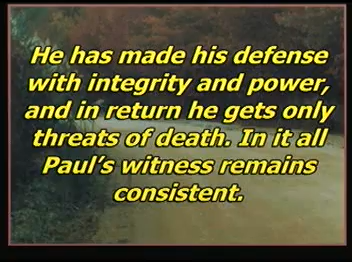 He has made his defense
with integrity and power,
and in return he gets only
threats of death. In it all
Paul's witness remains
consistent.